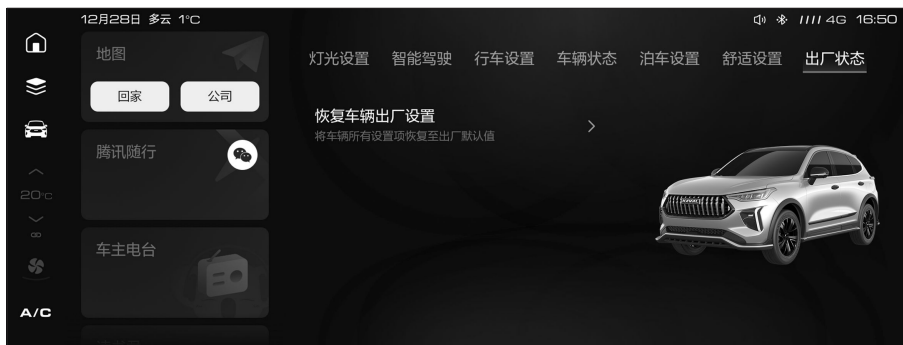 12月28日 多云 1°C
4G 16:50
地图
灯光设置 智能驾驶 行车设置 车辆状态 泊车设置 舒适设置 出厂状态
回家 公司
恢复车辆出厂设置
将车辆所有设置项恢复至出厂默认值
腾讯随行
20°C
车主电台
A/C